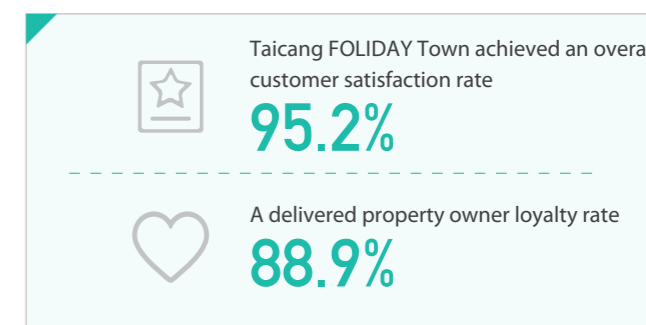 Taicang FOLIDAY Town achieved an overa
customer satisfaction rate
95.2%
A delivered property owner loyalty rate
88.9%